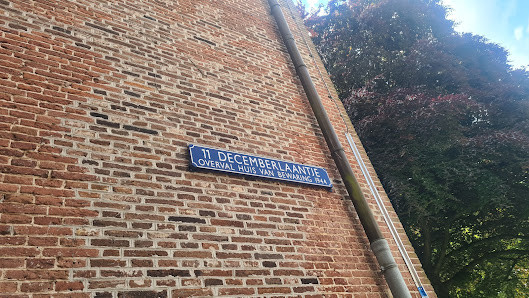 11 DECEMBERLAANTJE
OVERVAL HUIS VAN BEWARING 1944